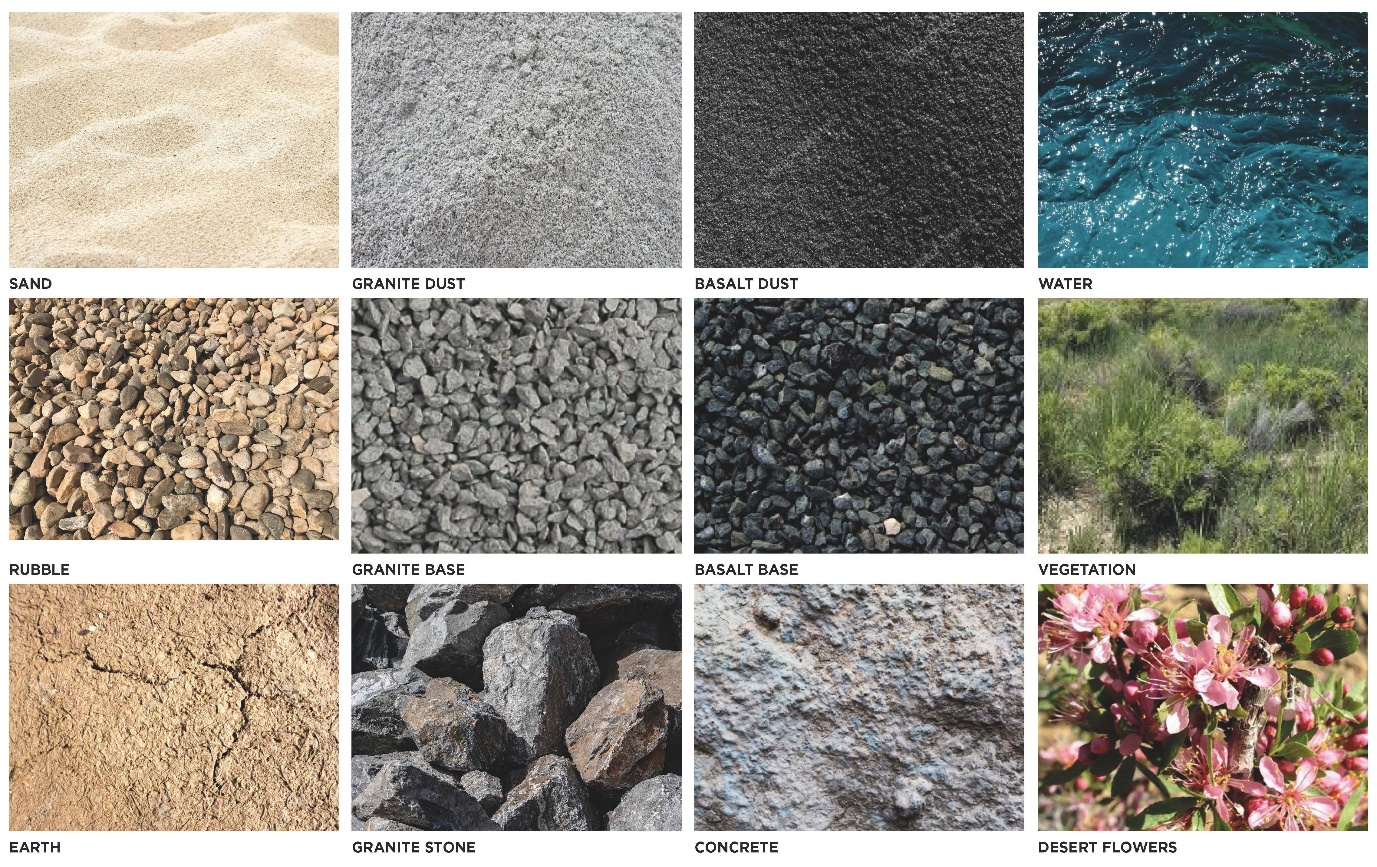 SAND
GRANITE DUST
BASALT DUST
WATER
RUBBLE
GRANITE BASE
BASALT BASE
VEGETATION
EARTH
GRANITE STONE
CONCRETE
DESERT FLOWERS